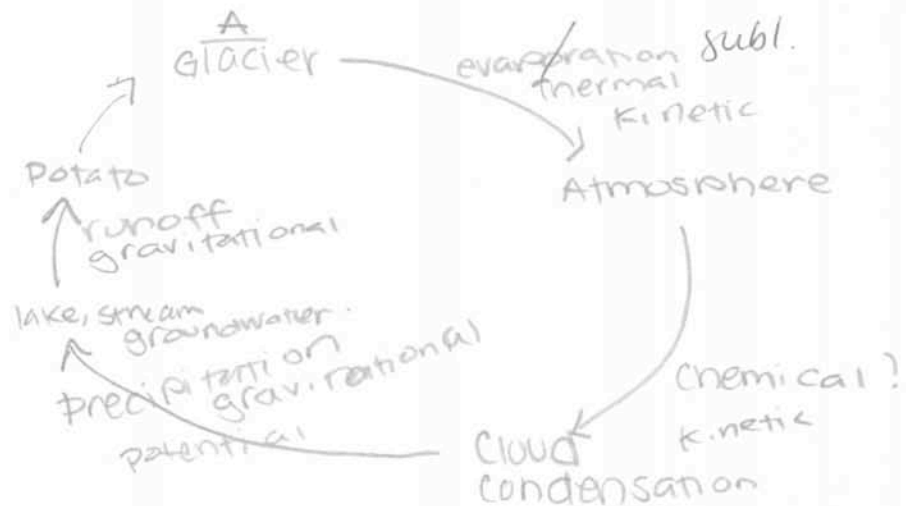 A
Glacier
evaporation subl.
thermal
Kinetic
Atmosphere
Potato
runoff
gravitational
lake, stream
groundwater.
precipitation
gravitational
potential
Chemical?
Kinetic
Cloud
condensation